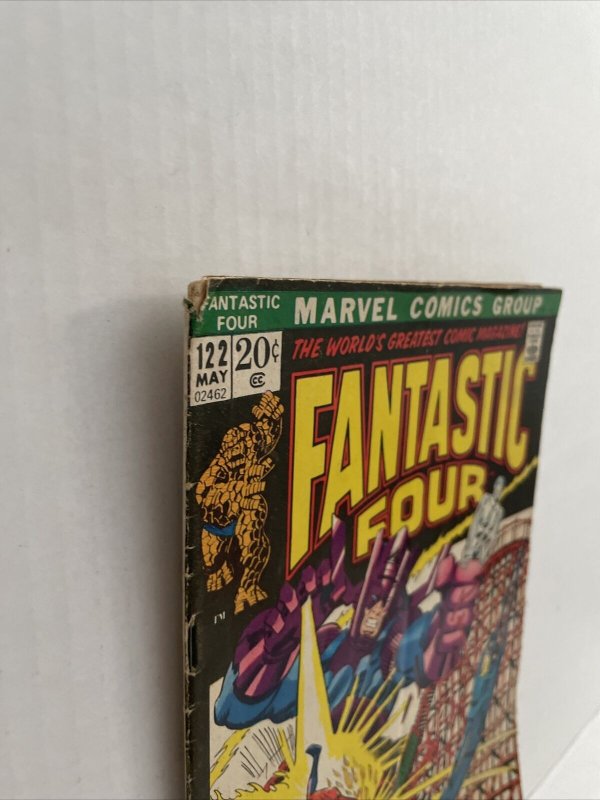 FANTASTIC
FOUR
MARVEL COMICS GROUP
122
MAY
02462
20¢
CC
THE WORLD'S GREATEST COMIC MAGAZINE!
FANTASTIC
FOUR
TM